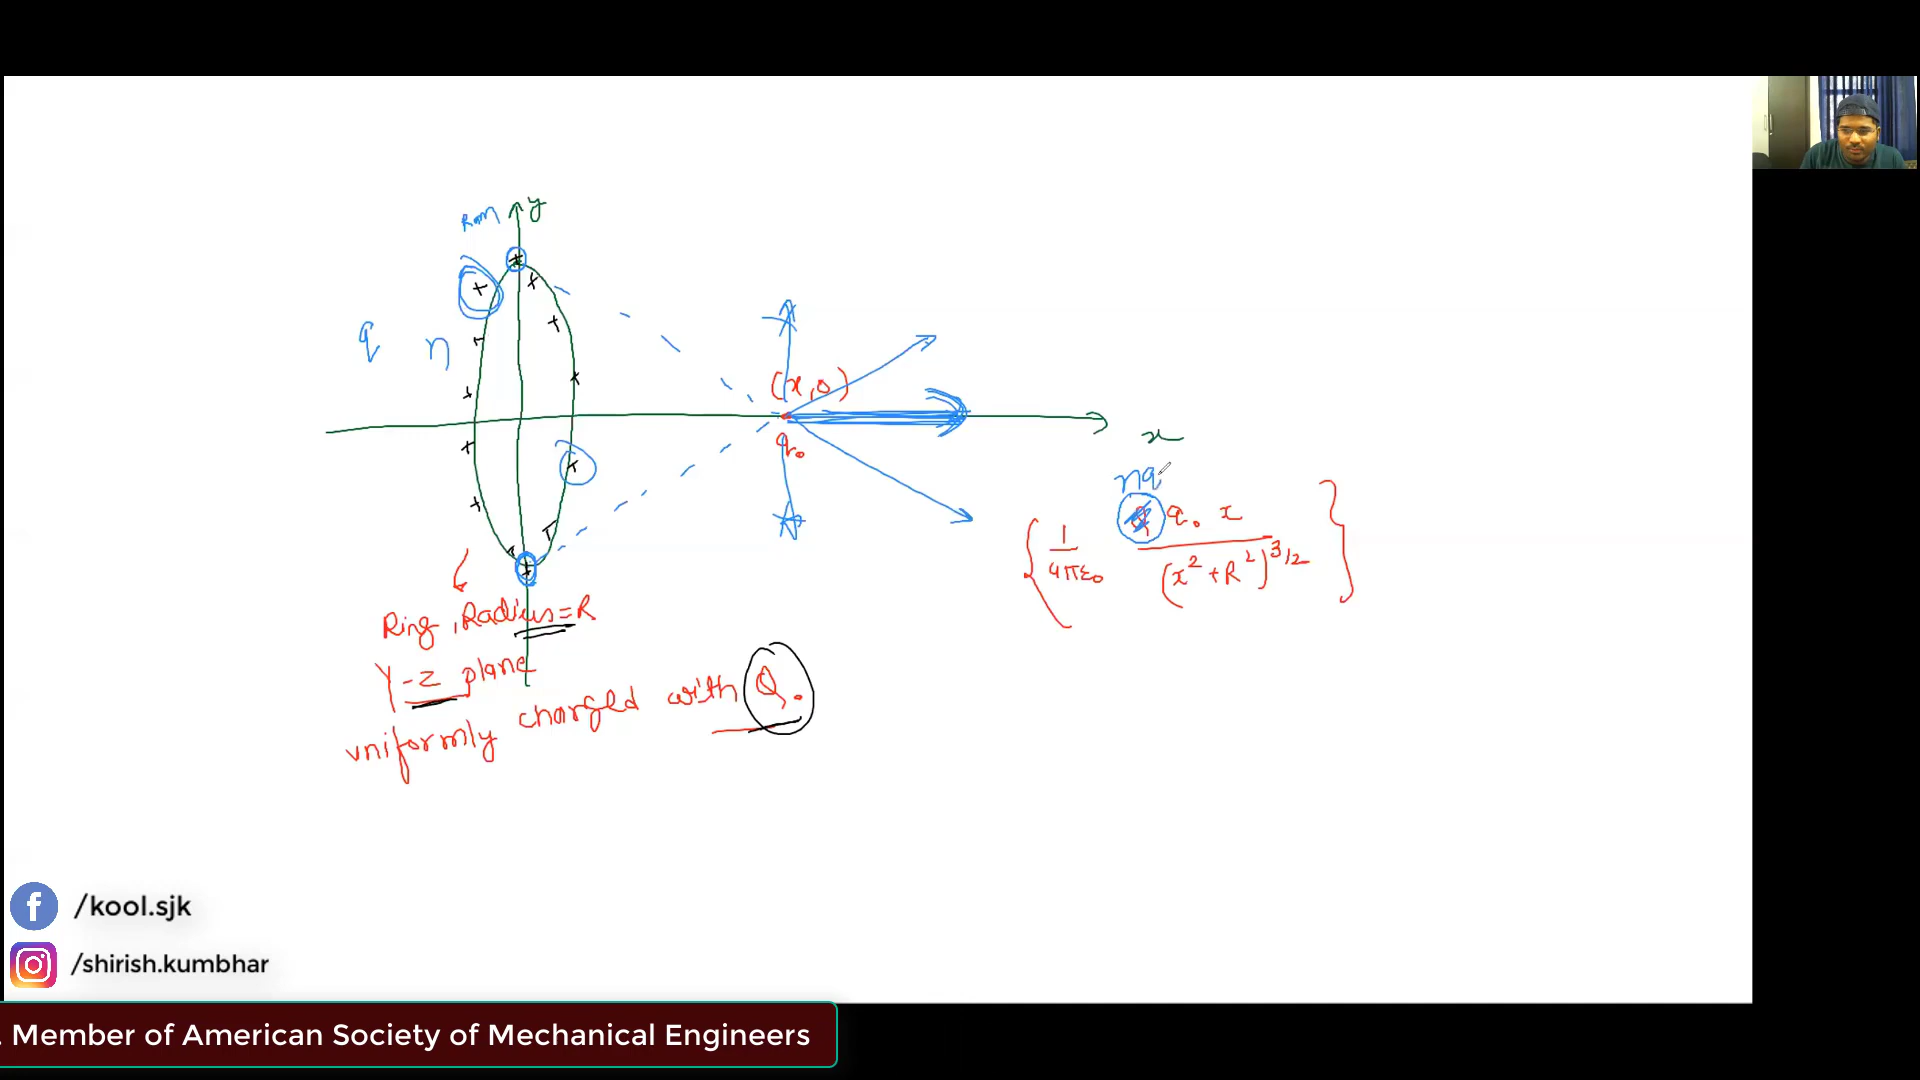 y
q n
(x,0)
q₀
x
nq
{ 1/4πε₀ q₀ x/(x² + R²)^3/2 }
Ring, Radius = R
Y-Z plane
uniformly charged with Q.
/kool.sjk
/shirish.kumbhar
. Member of American Society of Mechanical Engineers